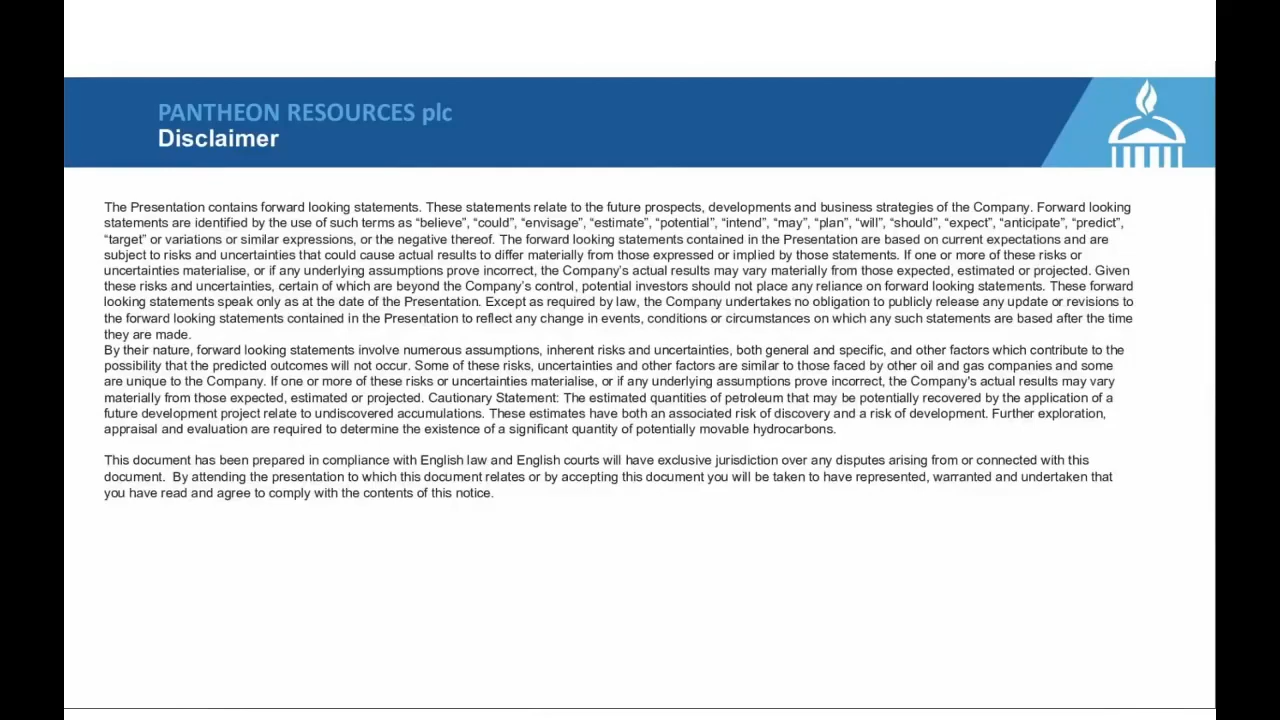 PANTHEON RESOURCES plc
Disclaimer
The Presentation contains forward looking statements. These statements relate to the future prospects, developments and business strategies of the Company. Forward looking
statements are identified by the use of such terms as “believe”, “could”, “envisage”, “estimate”, “potential”, “intend”, “may”, “plan”, “will”, “should”, “expect”, “anticipate”, “predict”,
“target” or variations or similar expressions, or the negative thereof. The forward looking statements contained in the Presentation are based on current expectations and are
subject to risks and uncertainties that could cause actual results to differ materially from those expressed or implied by those statements. If one or more of these risks or
uncertainties materialise, or if any underlying assumptions prove incorrect, the Company’s actual results may vary materially from those expected, estimated or projected. Given
these risks and uncertainties, certain of which are beyond the Company’s control, potential investors should not place any reliance on forward looking statements. These forward
looking statements speak only as at the date of the Presentation. Except as required by law, the Company undertakes no obligation to publicly release any update or revisions to
the forward looking statements contained in the Presentation to reflect any change in events, conditions or circumstances on which any such statements are based after the time
they are made.
By their nature, forward looking statements involve numerous assumptions, inherent risks and uncertainties, both general and specific, and other factors which contribute to the
possibility that the predicted outcomes will not occur. Some of these risks, uncertainties and other factors are similar to those faced by other oil and gas companies and some
are unique to the Company. If one or more of these risks or uncertainties materialise, or if any underlying assumptions prove incorrect, the Company's actual results may vary
materially from those expected, estimated or projected. Cautionary Statement: The estimated quantities of petroleum that may be potentially recovered by the application of a
future development project relate to undiscovered accumulations. These estimates have both an associated risk of discovery and a risk of development. Further exploration,
appraisal and evaluation are required to determine the existence of a significant quantity of potentially movable hydrocarbons.
This document has been prepared in compliance with English law and English courts will have exclusive jurisdiction over any disputes arising from or connected with this
document.  By attending the presentation to which this document relates or by accepting this document you will be taken to have represented, warranted and undertaken that
you have read and agree to comply with the contents of this notice.